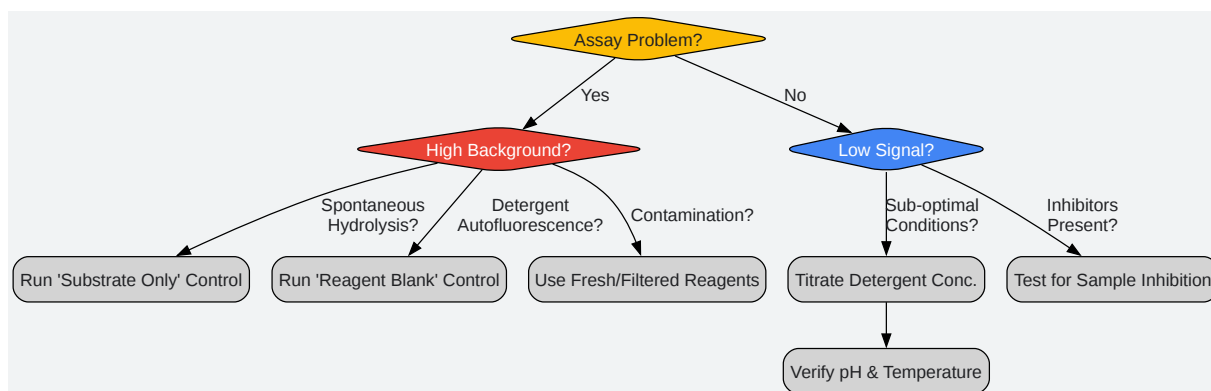 Assay Problem?
Yes
No
High Background?
Low Signal?
Spontaneous
Hydrolysis?
Detergent
Autofluorescence?
Contamination?
Sub-optimal
Conditions?
Inhibitors
Present?
Run 'Substrate Only' Control
Run 'Reagent Blank' Control
Use Fresh/Filtered Reagents
Titrate Detergent Conc.
Test for Sample Inhibition
Verify pH & Temperature